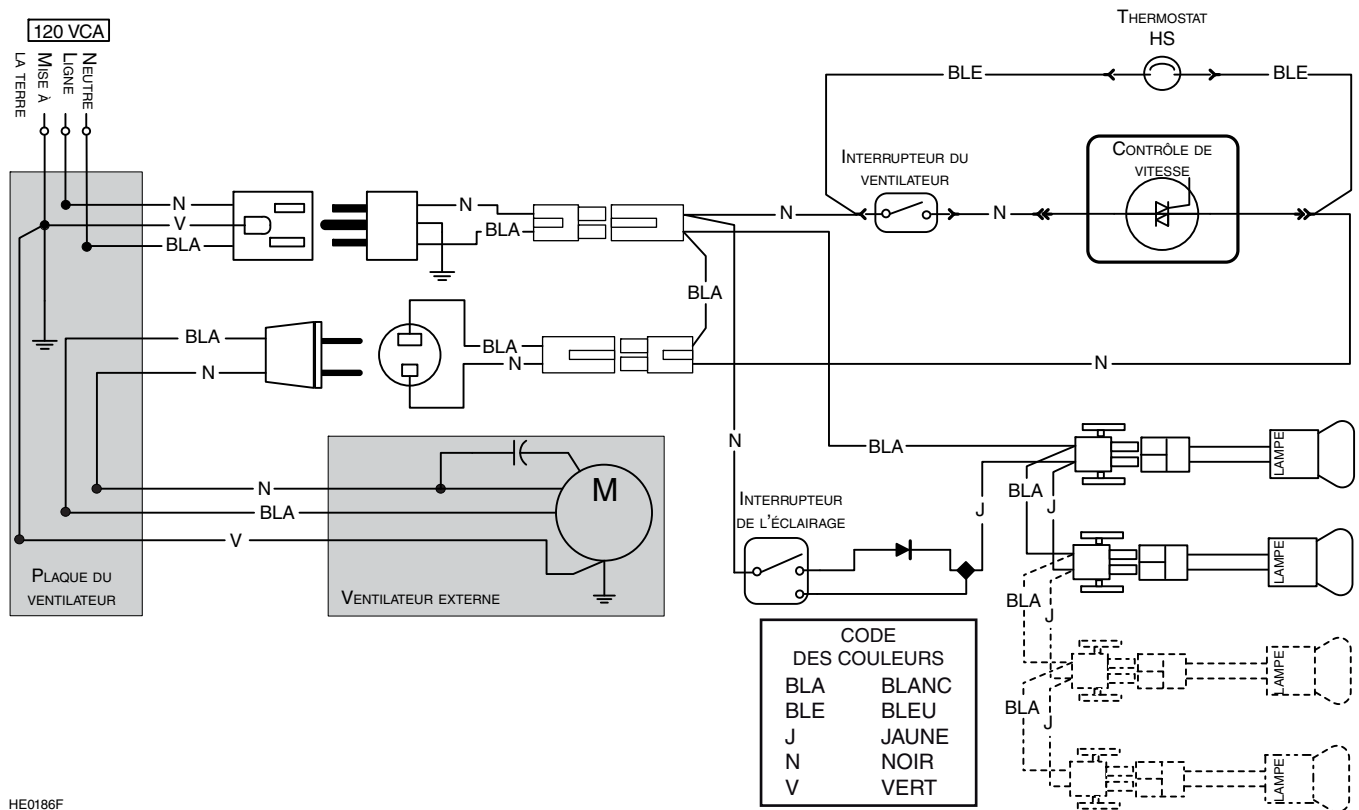 120 VCA
NEUTRE
LIGNE
MISE À
LA TERRE
THERMOSTAT
HS
BLE
BLE
INTERRUPTEUR DU
VENTILATEUR
CONTRÔLE DE
VITESSE
N
V
BLA
N
BLA
N
N
BLA
BLA
N
BLA
N
N
N
BLA
INTERRUPTEUR
DE L'ÉCLAIRAGE
J
BLA
J
LAMPE
LAMPE
BLA
J
LAMPE
BLA
J
LAMPE
N
BLA
V
M
PLAQUE DU
VENTILATEUR
VENTILATEUR EXTERNE
CODE
DES COULEURS
BLA BLANC
BLE BLEU
J JAUNE
N NOIR
V VERT
HE0186F